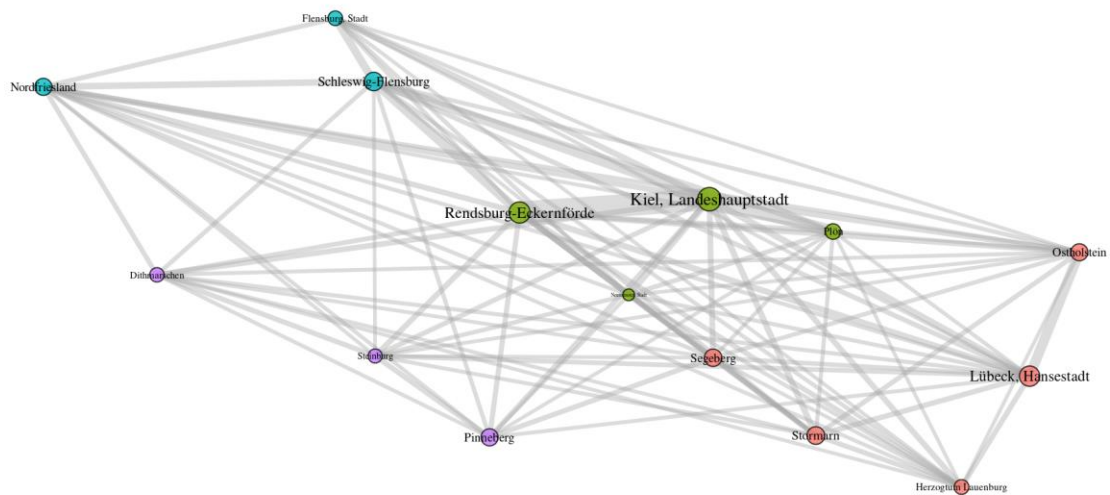 Flensburg, Stadt
Schleswig-Flensburg
Nordfriesland
Kiel, Landeshauptstadt
Rendsburg-Eckernförde
Plön
Ostholstein
Dithmarschen
Steinburg
Segeberg
Lübeck, Hansestadt
Pinneberg
Stormarn
Herzogtum Lauenburg